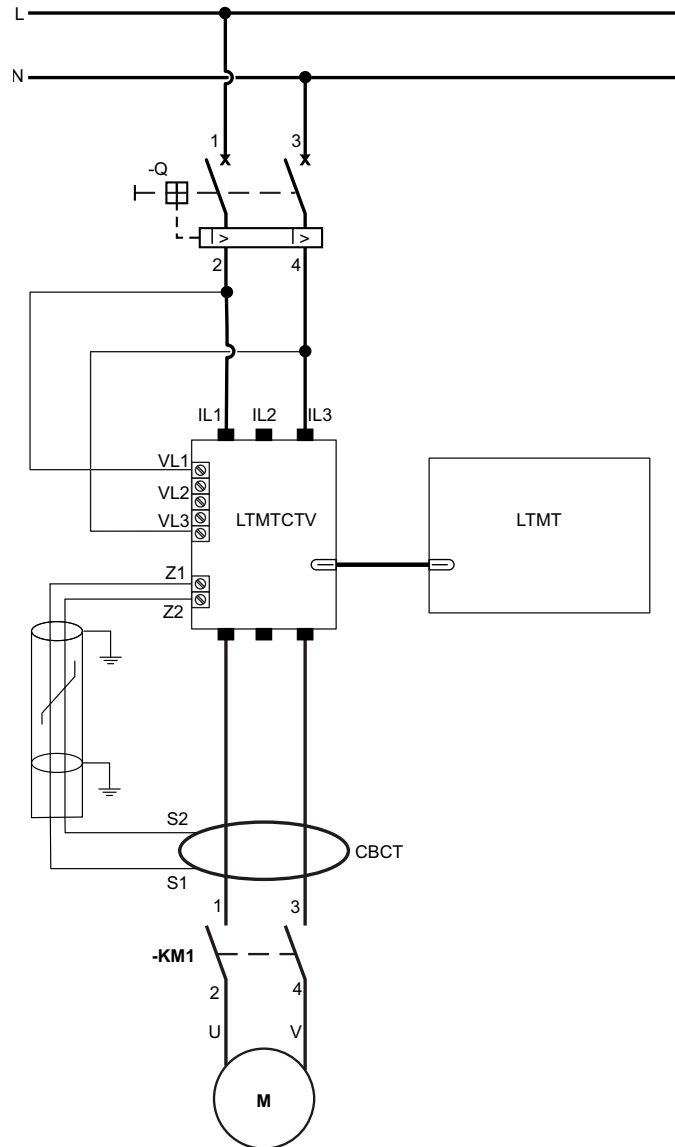 L
N
1 3
-Q
I> I>
2 4
IL1 IL2 IL3
VL1
VL2
VL3
LTMTCTV
LTMT
Z1
Z2
S2
CBCT
S1
1 3
-KM1
2 4
U V
M